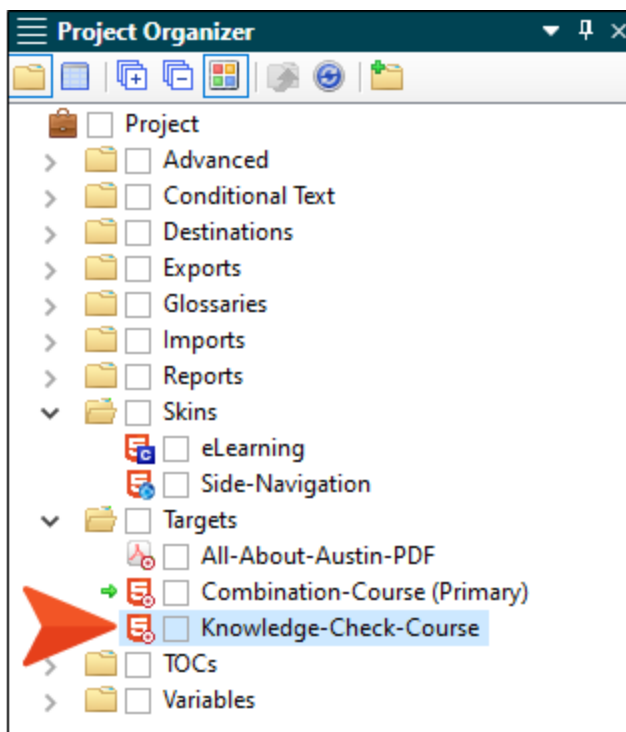 Project Organizer
Project
Advanced
Conditional Text
Destinations
Exports
Glossaries
Imports
Reports
Skins
eLearning
Side-Navigation
Targets
All-About-Austin-PDF
Combination-Course (Primary)
Knowledge-Check-Course
TOCs
Variables